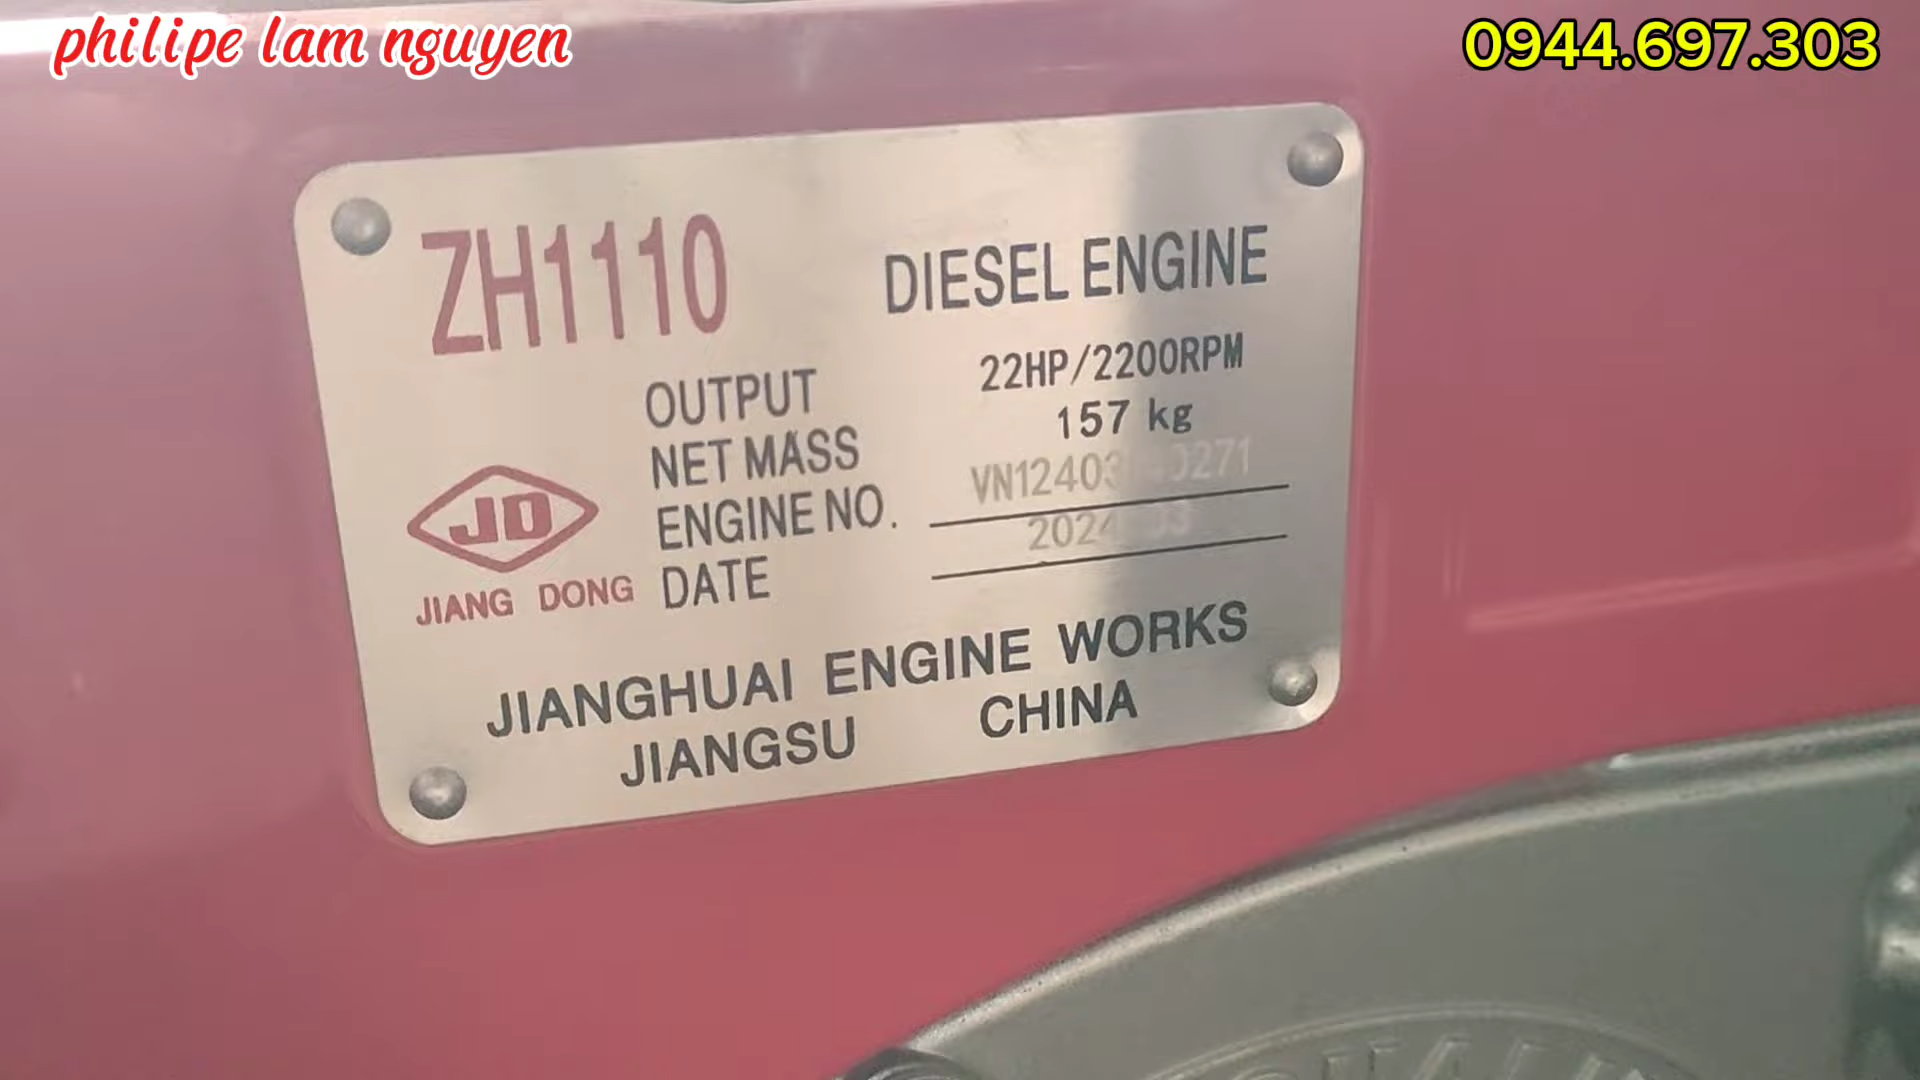 philipe lam nguyen
0944.697.303
ZH1110
DIESEL ENGINE
OUTPUT 22HP/2200RPM
NET MASS 157 kg
ENGINE NO.
DATE
JD
JIANG DONG
JIANGHUAI ENGINE WORKS
JIANGSU CHINA